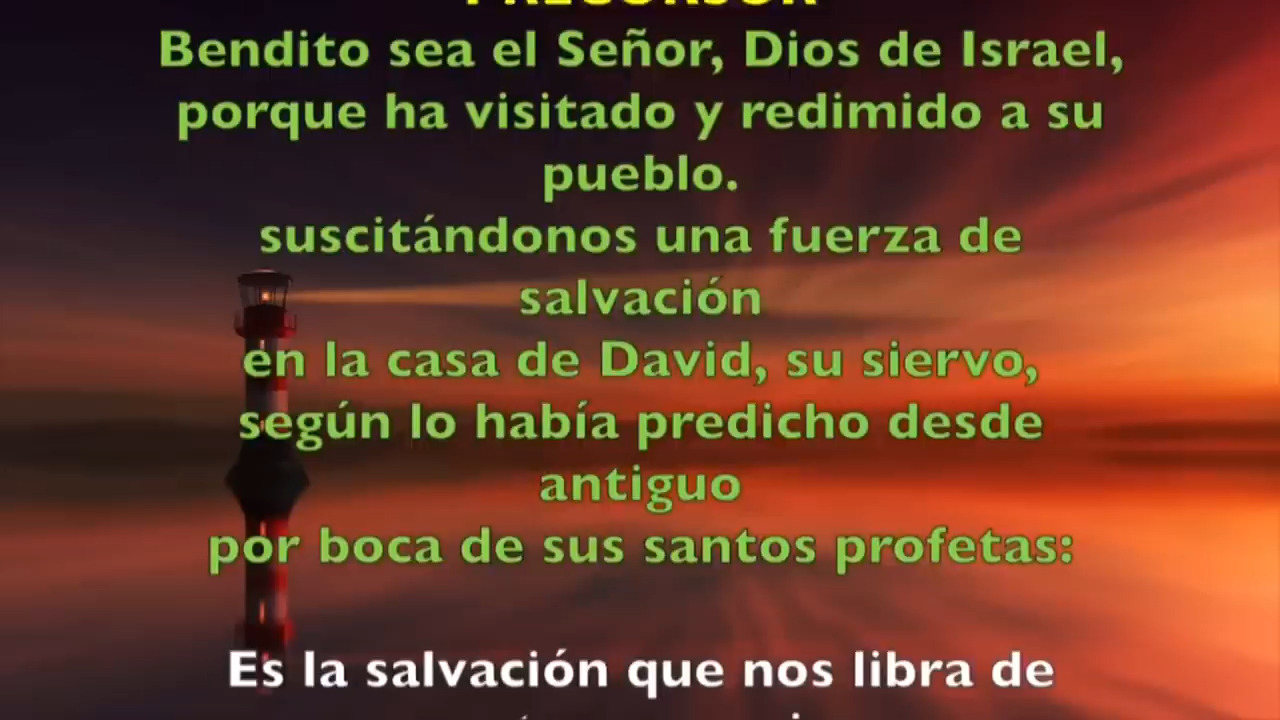 PRECURSOR
Bendito sea el Señor, Dios de Israel,
porque ha visitado y redimido a su
pueblo.
suscitándonos una fuerza de
salvación
en la casa de David, su siervo,
según lo había predicho desde
antiguo
por boca de sus santos profetas:
Es la salvación que nos libra de